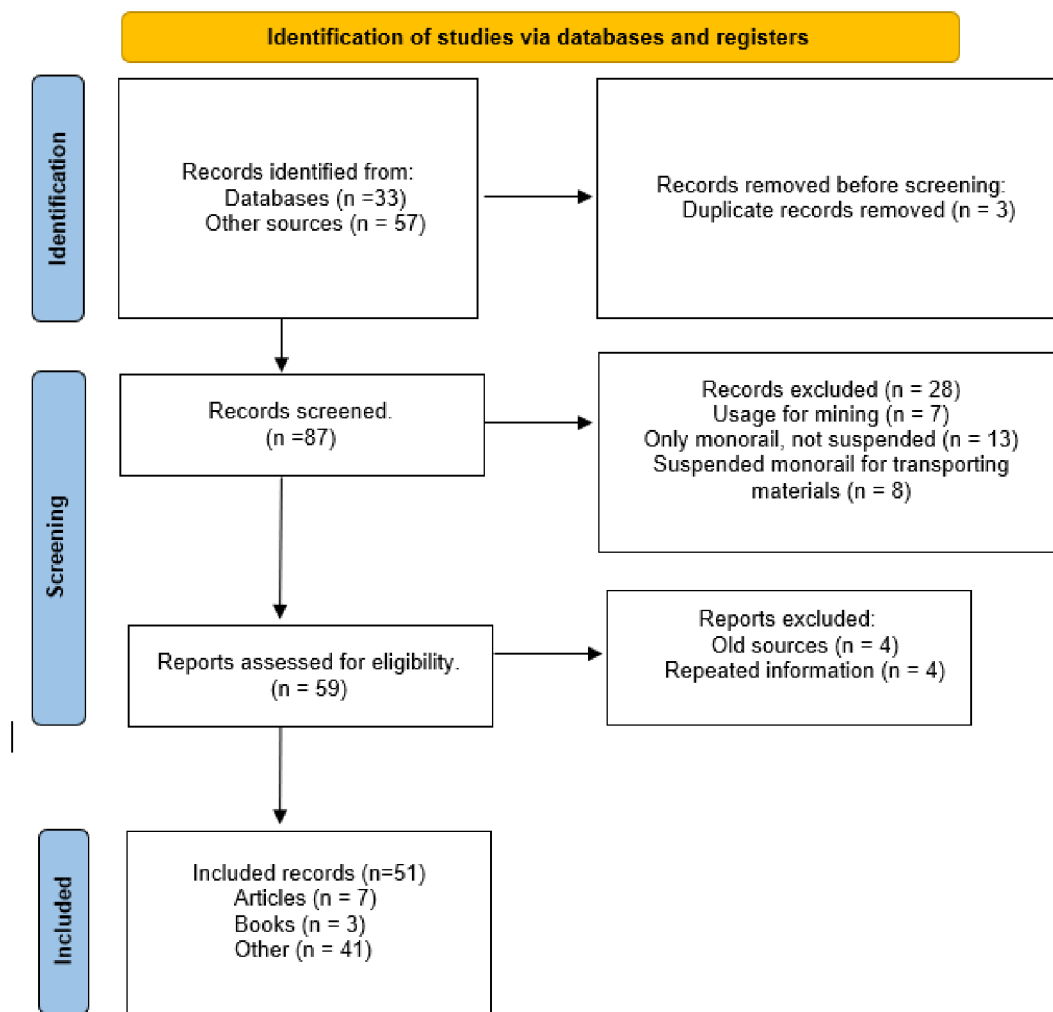 Identification of studies via databases and registers
Identification
Records identified from:
Databases (n =33)
Other sources (n = 57)
Records removed before screening:
Duplicate records removed (n = 3)
Screening
Records screened.
(n =87)
Records excluded (n = 28)
Usage for mining (n = 7)
Only monorail, not suspended (n = 13)
Suspended monorail for transporting
materials (n = 8)
Reports assessed for eligibility.
(n = 59)
Reports excluded:
Old sources (n = 4)
Repeated information (n = 4)
Included
Included records (n=51)
Articles (n = 7)
Books (n = 3)
Other (n = 41)